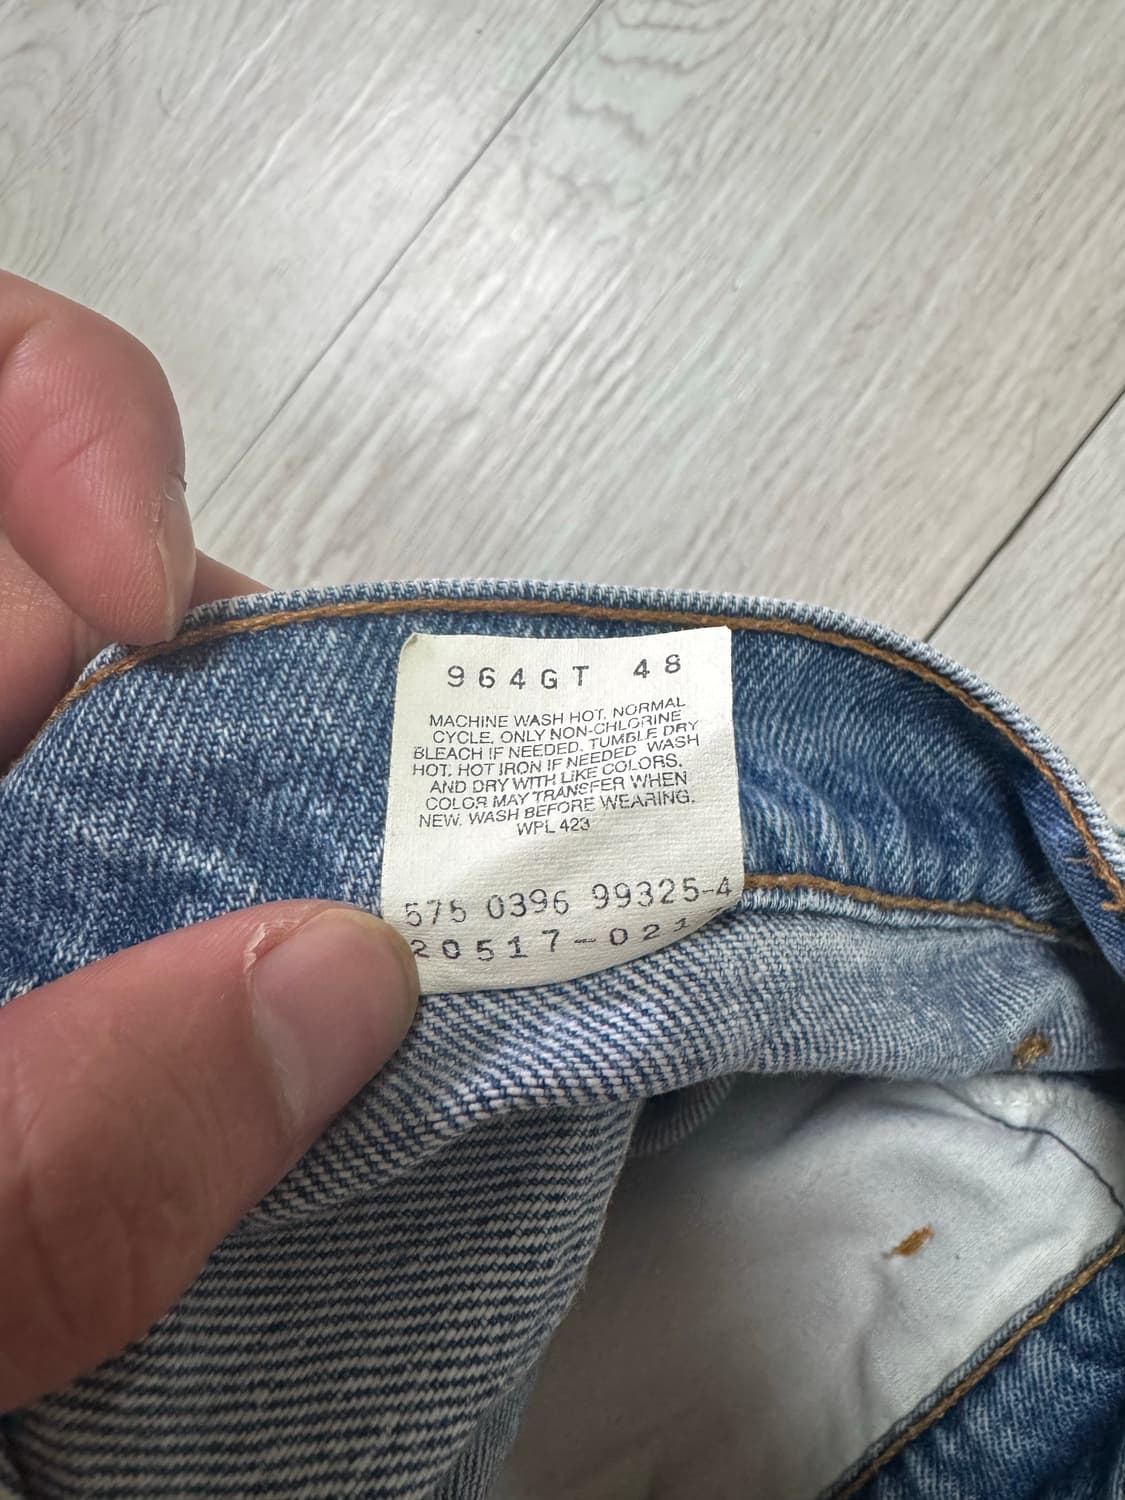 964GT 48
MACHINE WASH HOT, NORMAL
CYCLE, ONLY NON-CHLORINE
BLEACH IF NEEDED, TUMBLE DRY
HOT, HOT IRON IF NEEDED WASH
AND DRY WITH LIKE COLORS.
COLOR MAY TRANSFER WHEN
NEW. WASH BEFORE WEARING.
WPL 423
575 0396 99325-4
20517-021